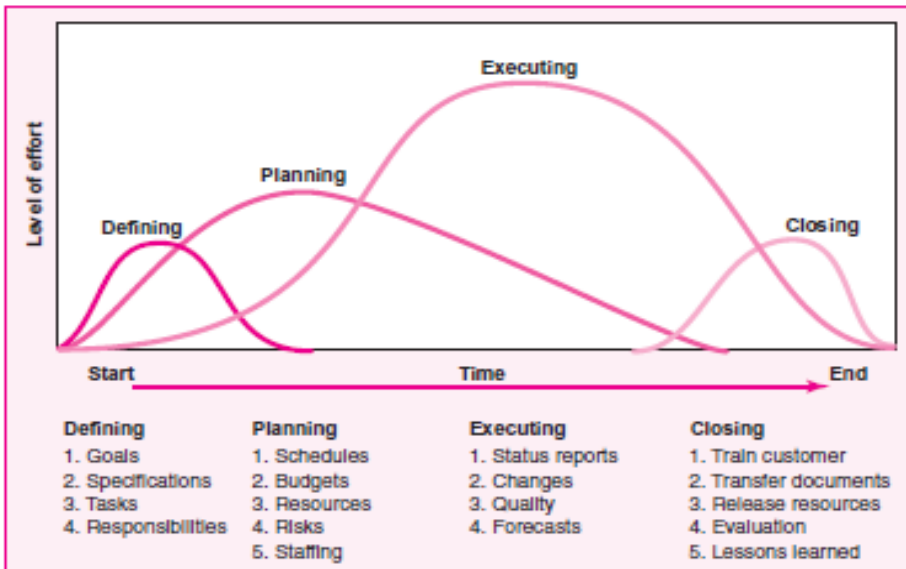 Executing
Planning
Defining
Closing
Level of effort
Start
Time
End
Defining
1. Goals
2. Specifications
3. Tasks
4. Responsibilities
Planning
1. Schedules
2. Budgets
3. Resources
4. Risks
5. Staffing
Executing
1. Status reports
2. Changes
3. Quality
4. Forecasts
Closing
1. Train customer
2. Transfer documents
3. Release resources
4. Evaluation
5. Lessons learned